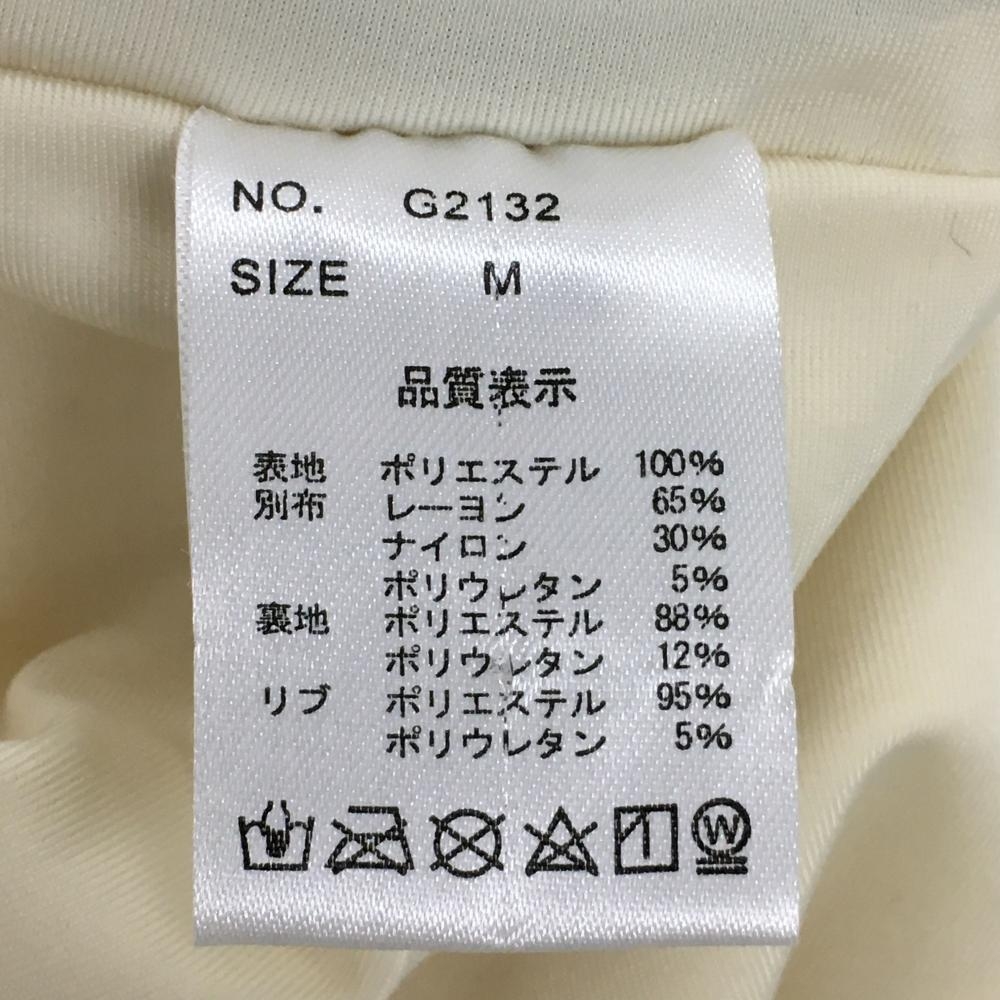 NO. G2132
SIZE M
品質表示
表地 ポリエステル 100%
別布 レーヨン 65%
ナイロン 30%
ポリウレタン 5%
裏地 ポリエステル 88%
ポリウレタン 12%
リブ ポリエステル 95%
ポリウレタン 5%
W